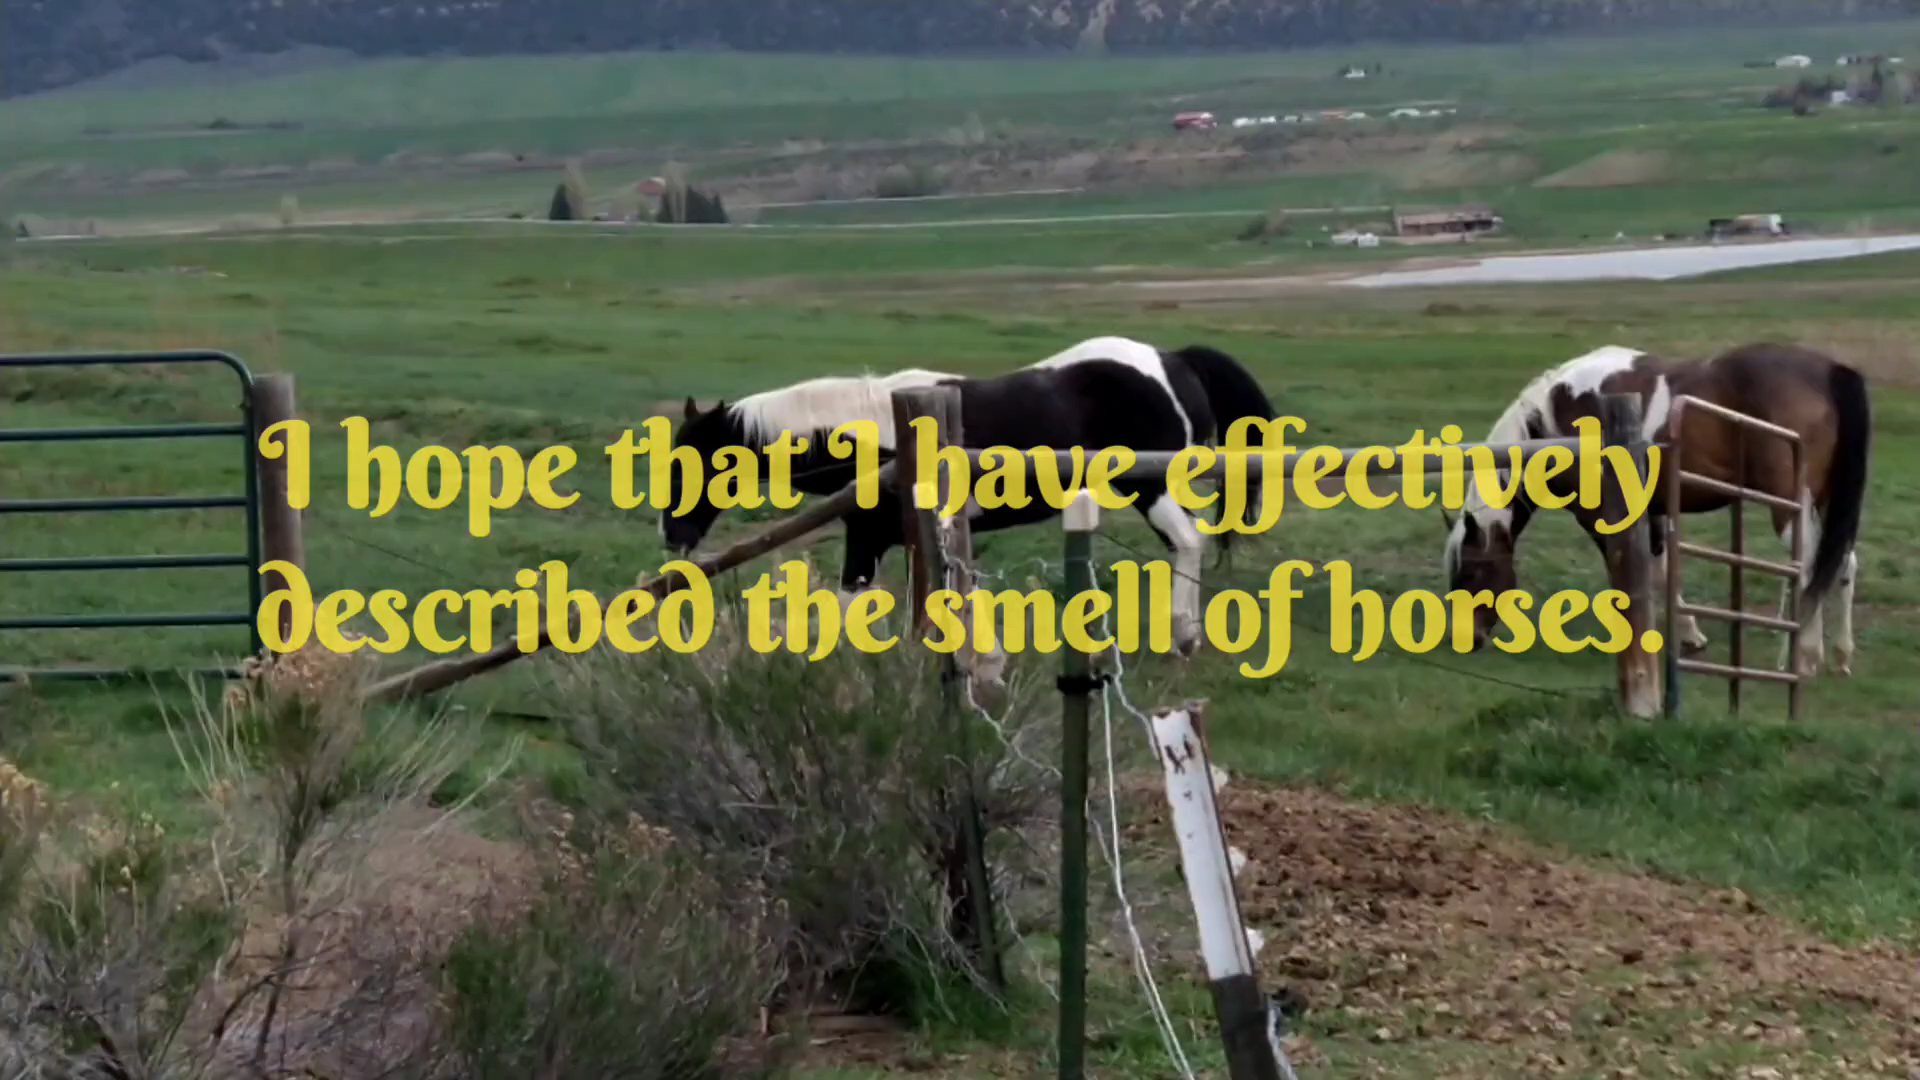 I hope that I have effectively
described the smell of horses.